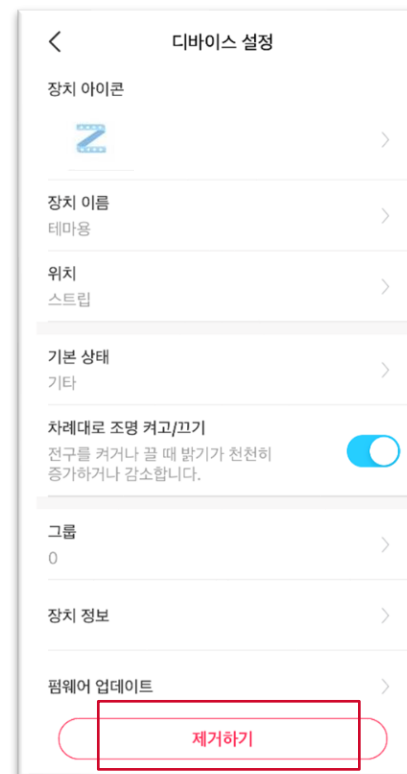 디바이스 설정
장치 아이콘
장치 이름
테마용
위치
스트립
기본 상태
기타
차례대로 조명 켜고/끄기
전구를 켜거나 끌 때 밝기가 천천히
증가하거나 감소합니다.
그룹
0
장치 정보
펌웨어 업데이트
제거하기